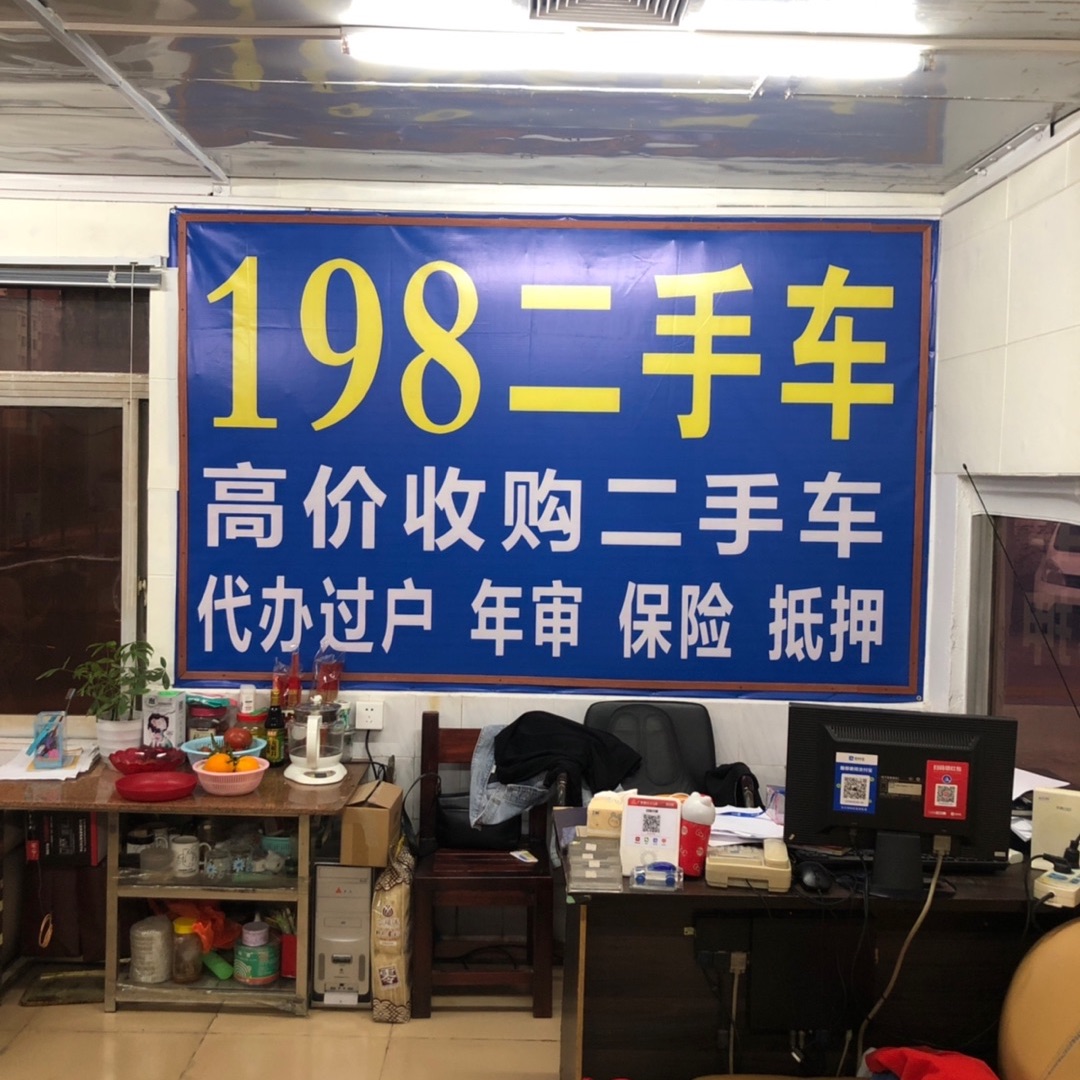 198二手车
高价收购二手车
代办过户 年审 保险 抵押